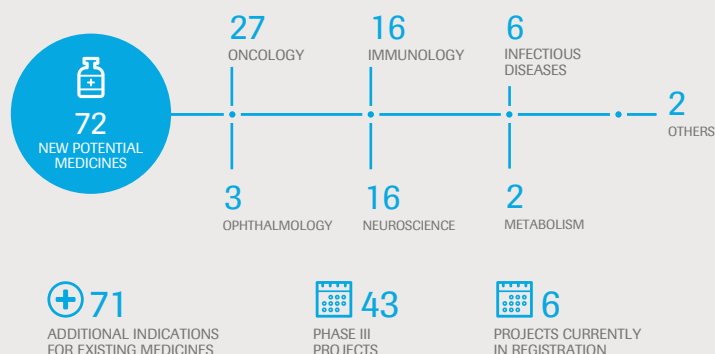 72
NEW POTENTIAL
MEDICINES
27
ONCOLOGY
16
IMMUNOLOGY
6
INFECTIOUS
DISEASES
2
OTHERS
3
OPHTHALMOLOGY
16
NEUROSCIENCE
2
METABOLISM
71
ADDITIONAL INDICATIONS
FOR EXISTING MEDICINES
43
PHASE III
PROJECTS
6
PROJECTS CURRENTLY
IN REGISTRATION